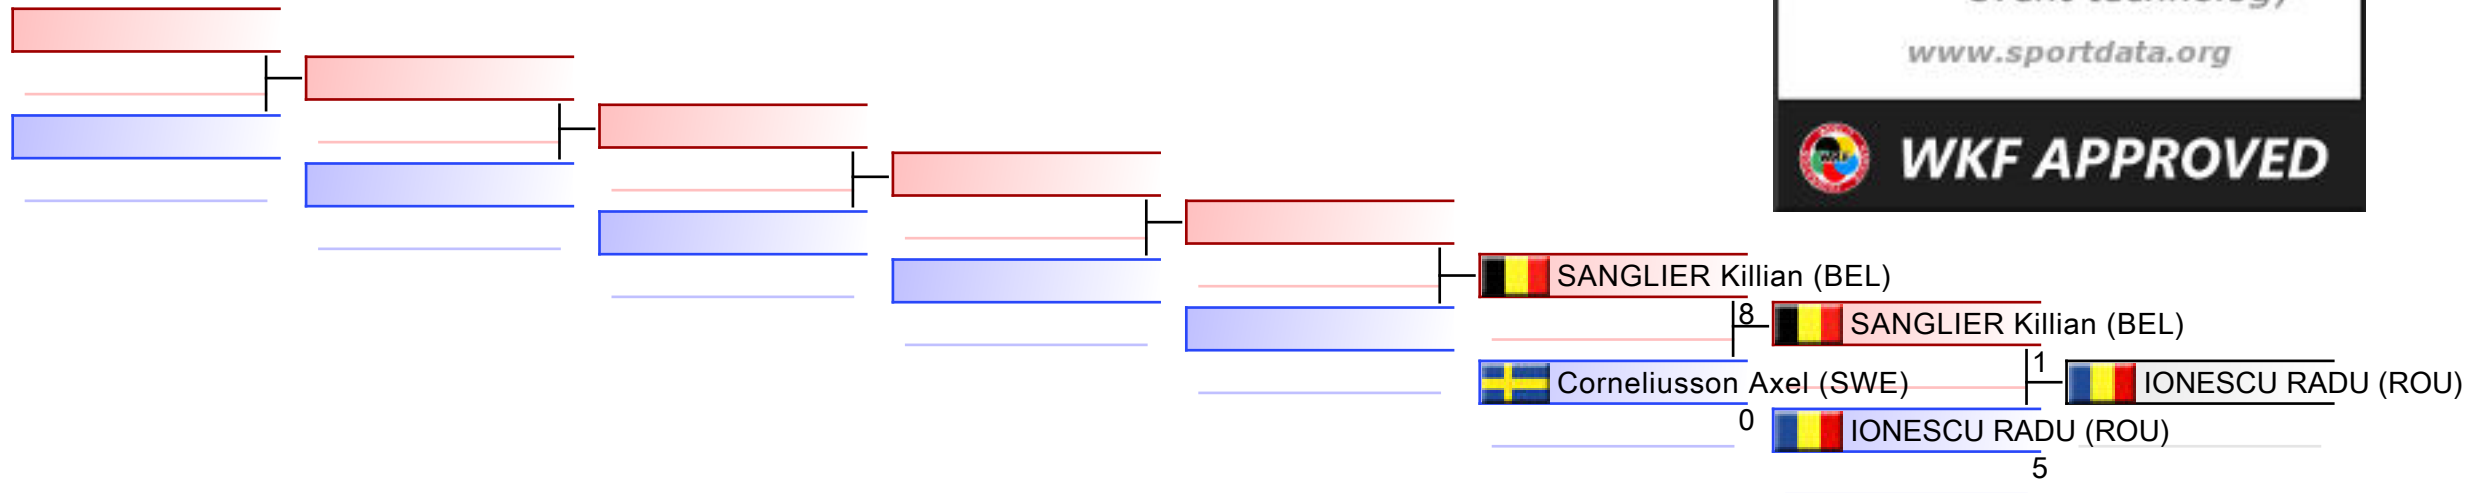 www.sportdata.org
WKF APPROVED
SANGLIER Killian (BEL)
8
SANGLIER Killian (BEL)
1
Corneliusson Axel (SWE)
IONESCU RADU (ROU)
0
IONESCU RADU (ROU)
5